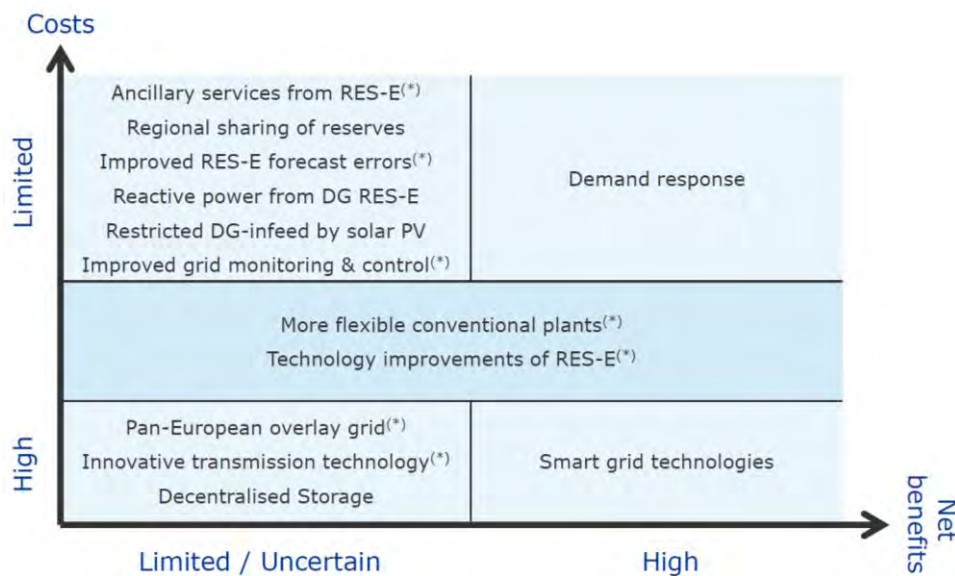 Costs
Limited
Ancillary services from RES-E(*)
Regional sharing of reserves
Improved RES-E forecast errors(*)
Reactive power from DG RES-E
Restricted DG-infeed by solar PV
Improved grid monitoring & control(*)
Demand response
More flexible conventional plants(*)
Technology improvements of RES-E(*)
High
Pan-European overlay grid(*)
Innovative transmission technology(*)
Decentralised Storage
Smart grid technologies
Limited / Uncertain
High
Net
benefits